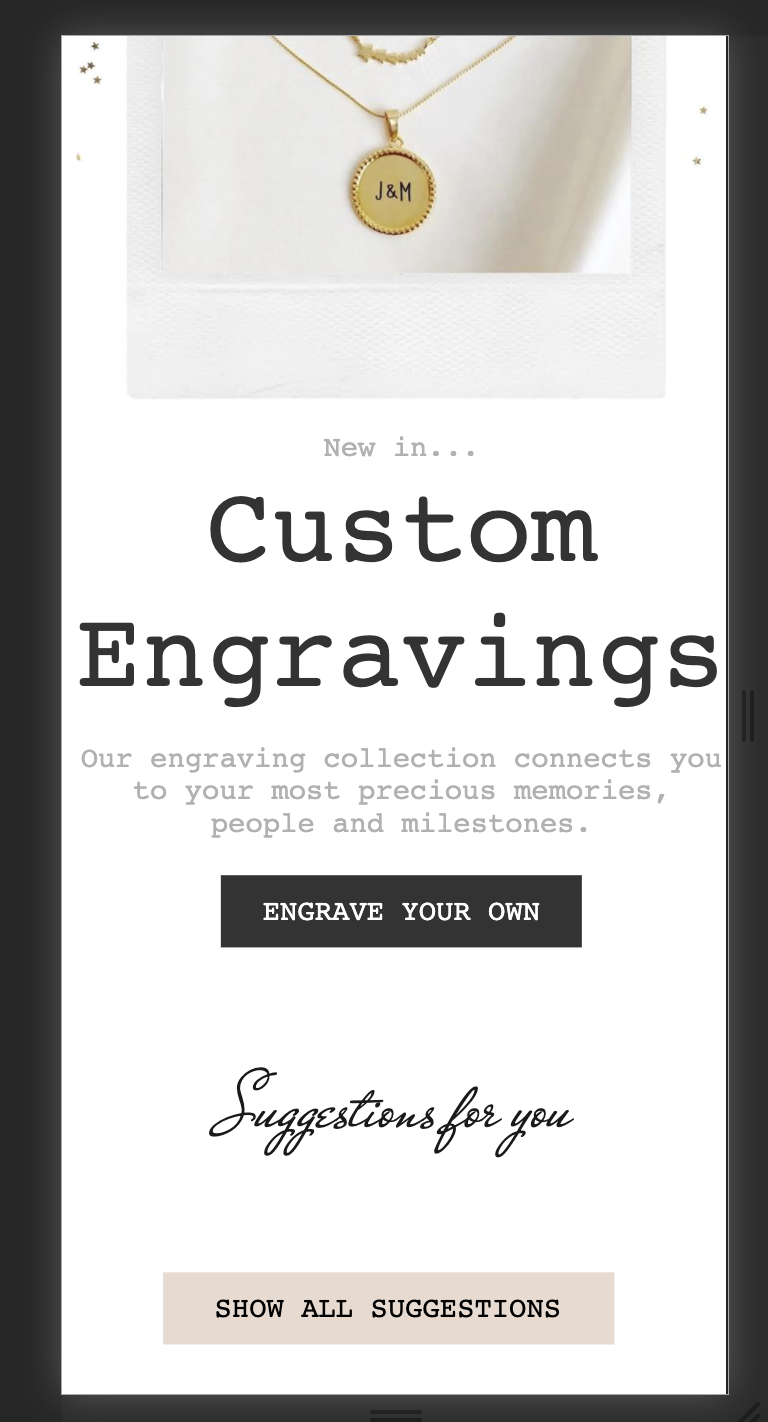 J&M
New in...
Custom
Engravings
Our engraving collection connects you
to your most precious memories,
people and milestones.
ENGRAVE YOUR OWN
Suggestions for you
SHOW ALL SUGGESTIONS